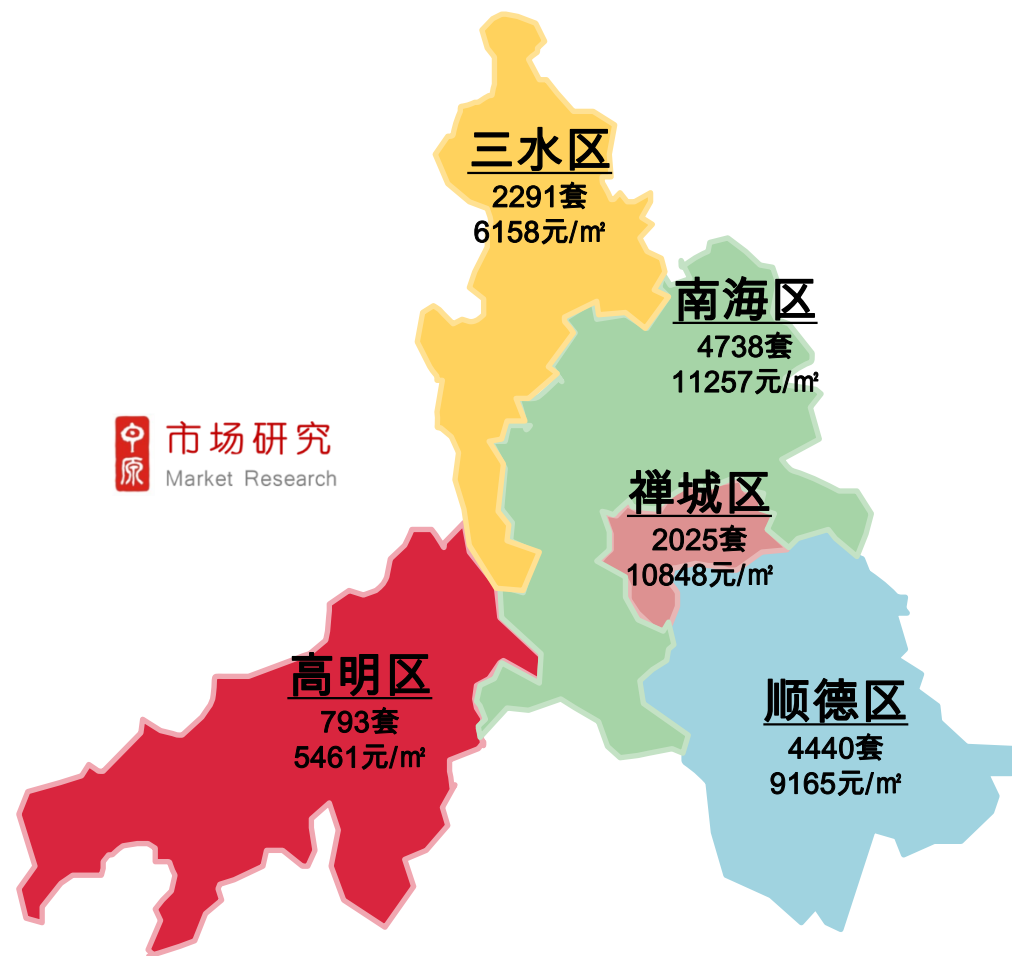 三水区
2291套
6158元/㎡
南海区
4738套
11257元/㎡
中原
市场研究
Market Research
禅城区
2025套
10848元/㎡
高明区
793套
5461元/㎡
顺德区
4440套
9165元/㎡